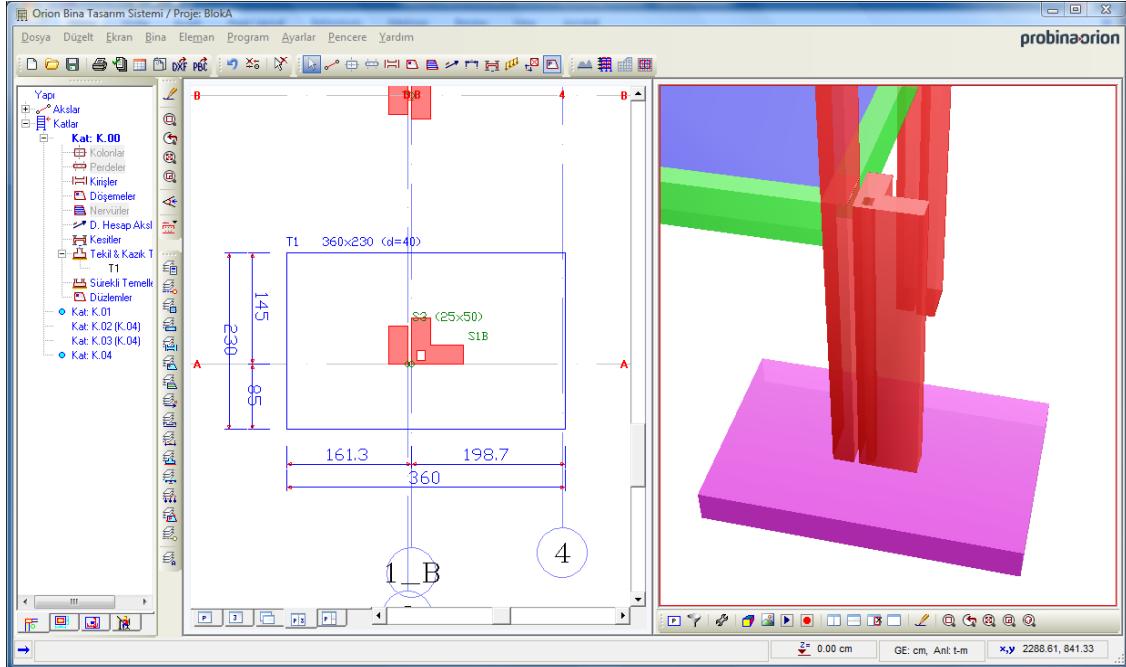 Orion Bina Tasarım Sistemi / Proje: BlokA
Dosya Düzelt Ekran Bina Eleman Program Ayarlar Pencere Yardım
probina orion
DXF PBC
Yapı
Akslar
Katlar
Kat: K.00
Kolonlar
Perdeler
Kirişler
Döşemeler
Nervürler
D. Hesap Aksl
Kesitler
Tekil & Kazık T
T1
Sürekli Temelle
Düzlemler
Kat: K.01
Kat: K.02 (K.04)
Kat: K.03 (K.04)
Kat: K.04
B 4 B
T1 360x230 (d=40)
S3 (25x50)
S1B
145
230
85
A A
161.3 198.7
360
1_B
4
0.00 cm
GE: cm, Anl: t-m
x,y 2288.61, 841.33